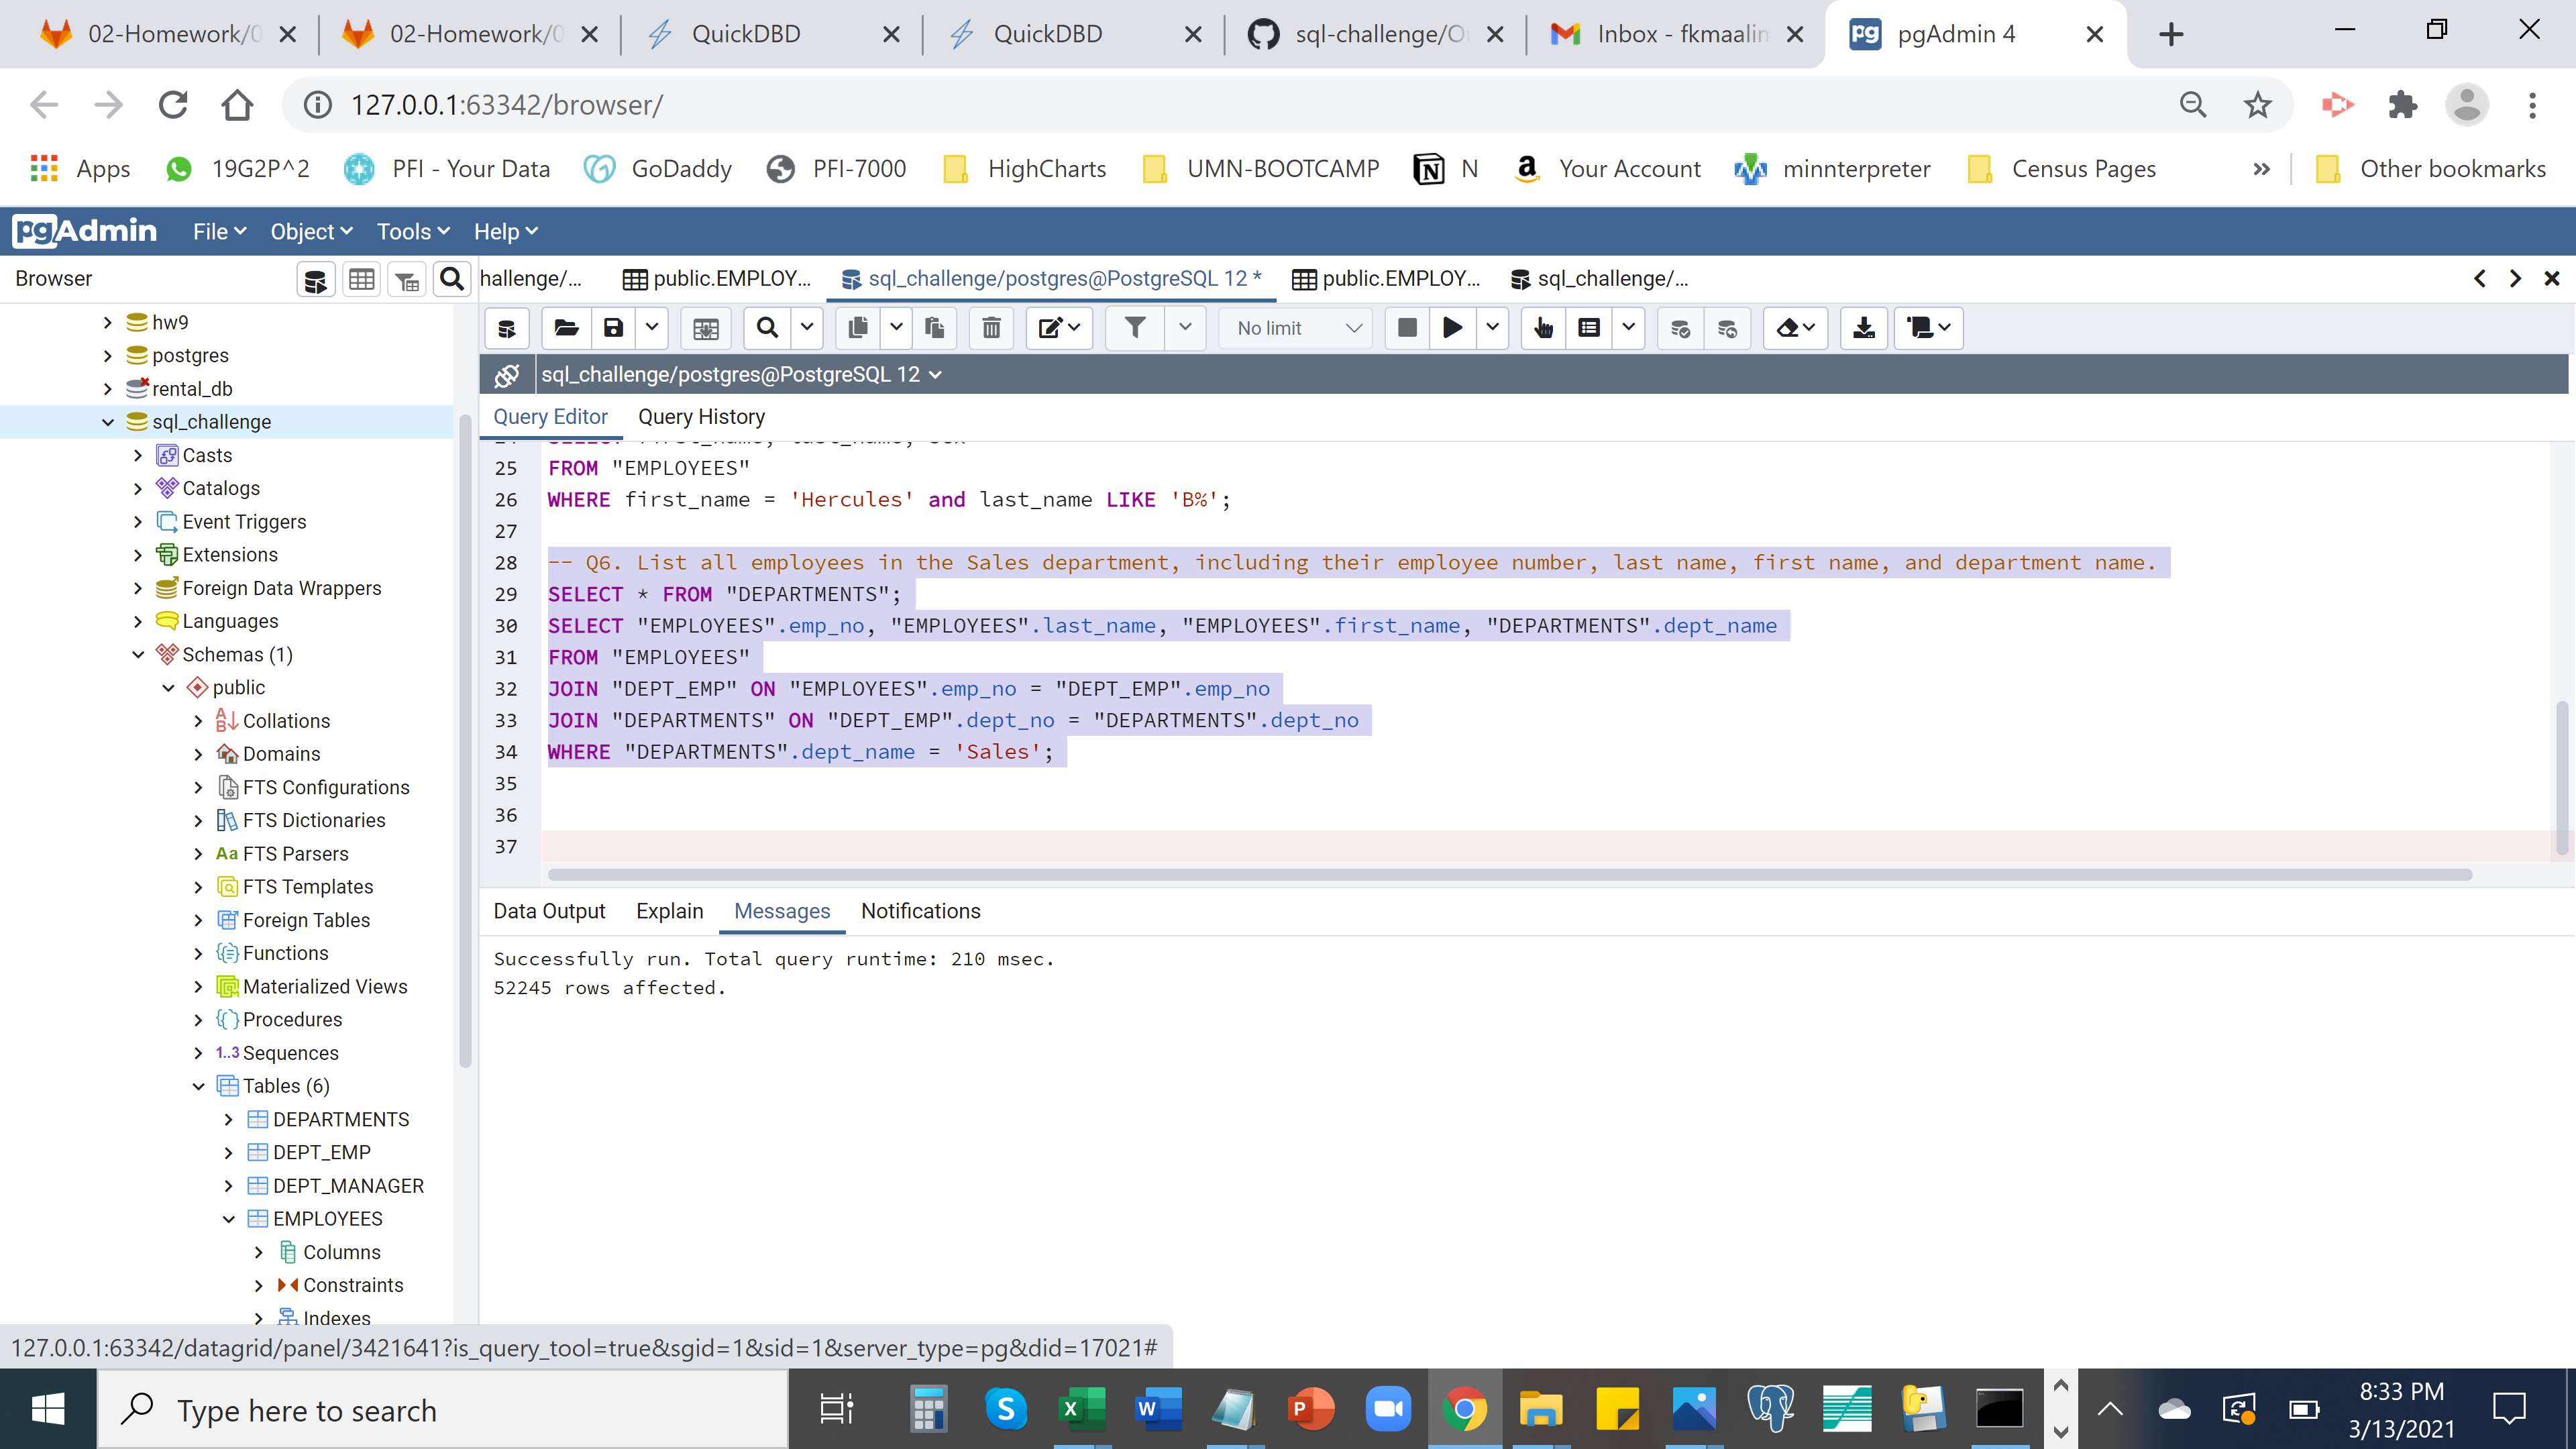 02-Homework/0
02-Homework/0
QuickDBD
QuickDBD
sql-challenge/O
Inbox - fkmaalin
pgAdmin 4
127.0.0.1:63342/browser/
Apps
19G2P^2
PFI - Your Data
GoDaddy
PFI-7000
HighCharts
UMN-BOOTCAMP
N
Your Account
minnterpreter
Census Pages
»
Other bookmarks
pgAdmin
File
Object
Tools
Help
Browser
hallenge/...
public.EMPLOY...
sql_challenge/postgres@PostgreSQL 12 *
public.EMPLOY...
sql_challenge/...
No limit
sql_challenge/postgres@PostgreSQL 12
Query Editor
Query History
hw9
postgres
rental_db
sql_challenge
Casts
Catalogs
Event Triggers
Extensions
Foreign Data Wrappers
Languages
Schemas (1)
public
Collations
Domains
FTS Configurations
FTS Dictionaries
Aa FTS Parsers
FTS Templates
Foreign Tables
Functions
Materialized Views
Procedures
1..3 Sequences
Tables (6)
DEPARTMENTS
DEPT_EMP
DEPT_MANAGER
EMPLOYEES
Columns
Constraints
Indexes
24 SELECT first_name, last_name, sex
25 FROM "EMPLOYEES"
26 WHERE first_name = 'Hercules' and last_name LIKE 'B%';
27
28 -- Q6. List all employees in the Sales department, including their employee number, last name, first name, and department name.
29 SELECT * FROM "DEPARTMENTS";
30 SELECT "EMPLOYEES".emp_no, "EMPLOYEES".last_name, "EMPLOYEES".first_name, "DEPARTMENTS".dept_name
31 FROM "EMPLOYEES"
32 JOIN "DEPT_EMP" ON "EMPLOYEES".emp_no = "DEPT_EMP".emp_no
33 JOIN "DEPARTMENTS" ON "DEPT_EMP".dept_no = "DEPARTMENTS".dept_no
34 WHERE "DEPARTMENTS".dept_name = 'Sales';
35
36
37
Data Output
Explain
Messages
Notifications
Successfully run. Total query runtime: 210 msec.
52245 rows affected.
127.0.0.1:63342/datagrid/panel/3421641?is_query_tool=true&sgid=1&sid=1&server_type=pg&did=17021#
Type here to search
8:33 PM
3/13/2021